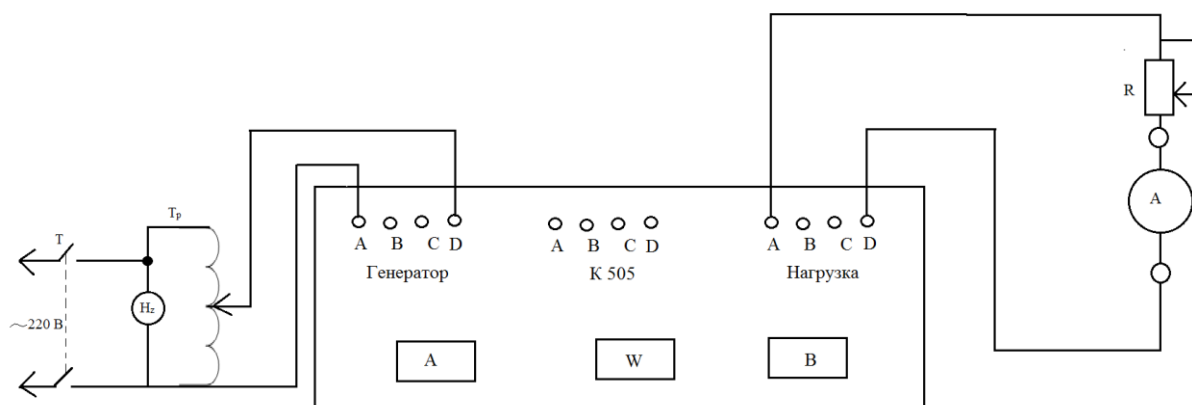 R
A
Tр
T
A B C D
A B C D
A B C D
Генератор
К 505
Нагрузка
Hz
~220 В
A
W
B